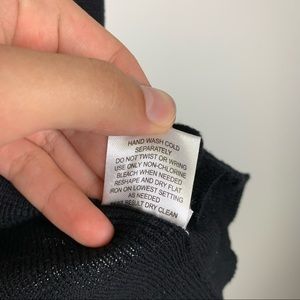 HAND WASH COLD
SEPARATELY
DO NOT TWIST OR WRING
USE ONLY NON-CHLORINE
BLEACH WHEN NEEDED
RESHAPE AND DRY FLAT
IRON ON LOWEST SETTING
AS NEEDED
RESULT DRY CLEAN